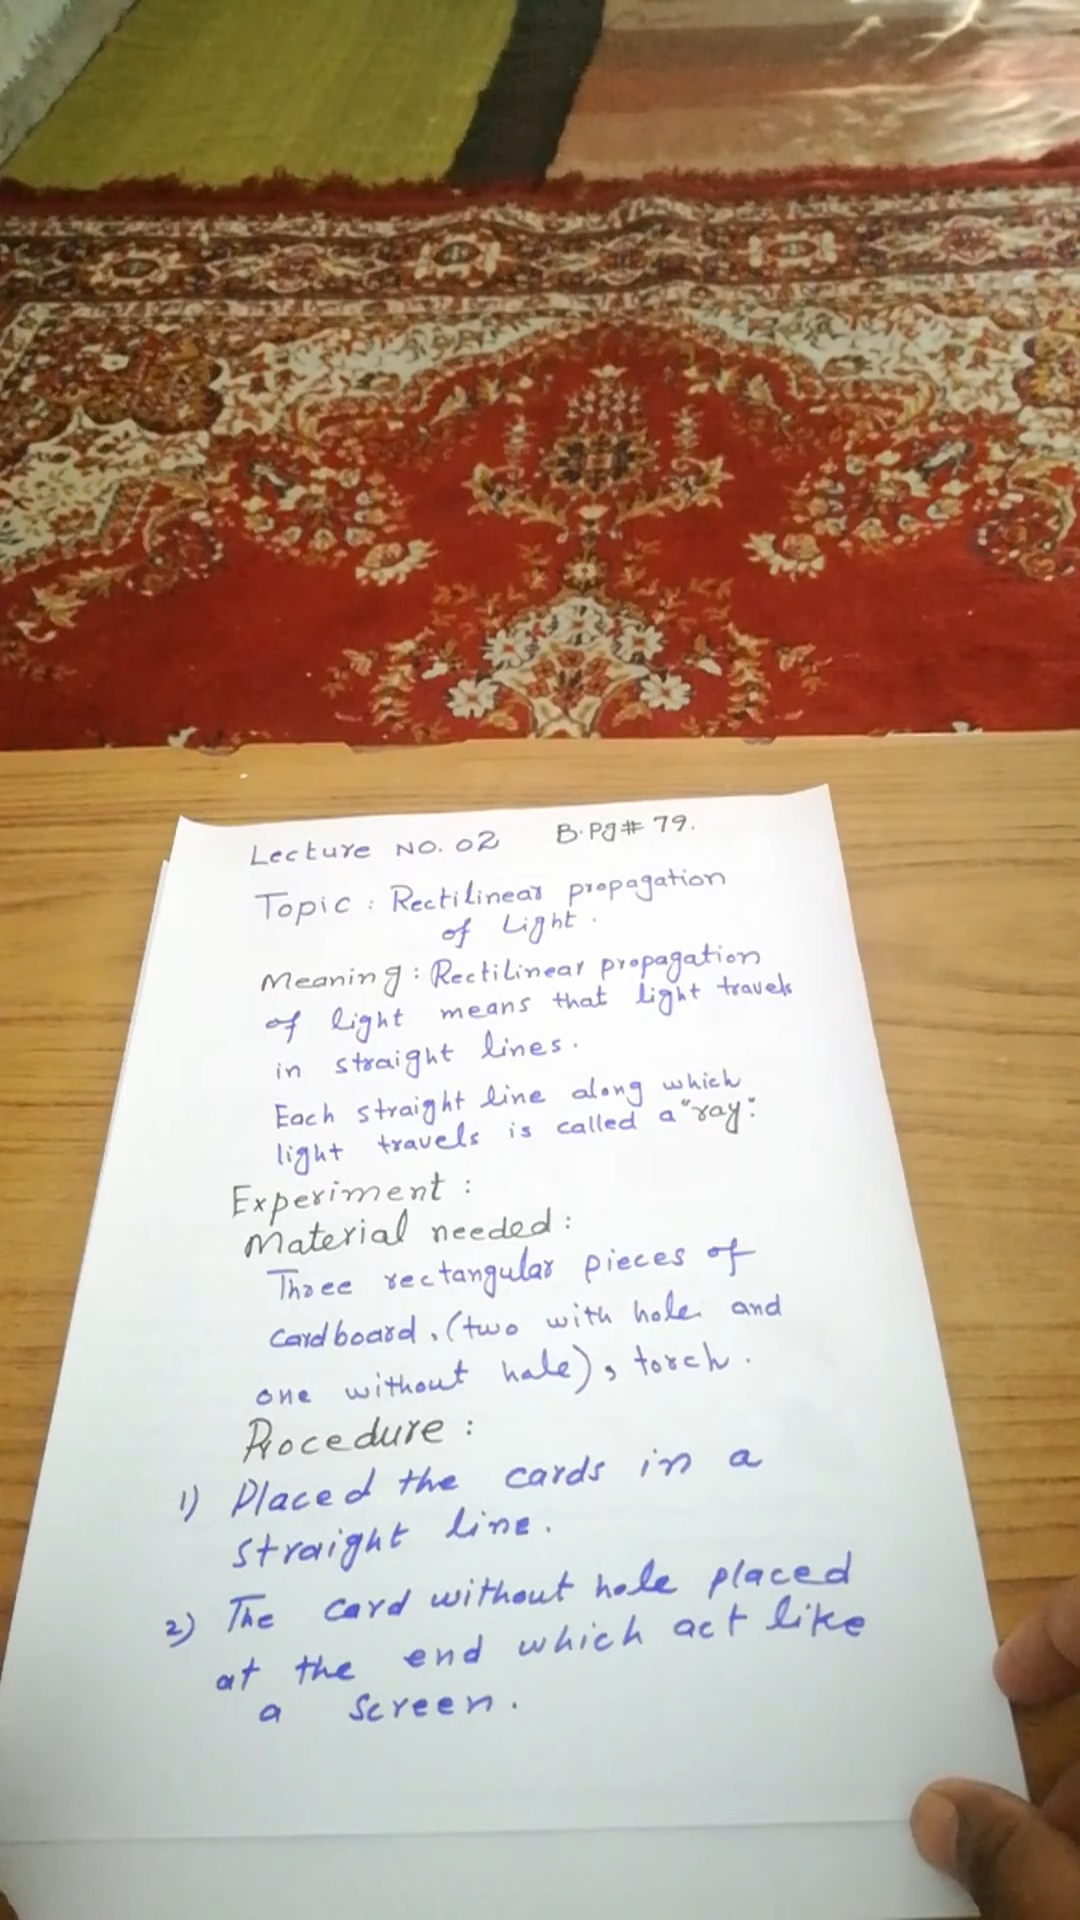 Lecture NO. 02 B.Pg# 79.
Topic : Rectilinear propagation
of Light.
Meaning : Rectilinear propagation
of light means that light travels
in straight lines.
Each straight line along which
light travels is called a "ray".
Experiment :
Material needed :
Three rectangular pieces of
cardboard, (two with hole and
one without hole), torch.
Procedure :
1) Placed the cards in a
straight line.
2) The card without hole placed
at the end which act like
a screen.